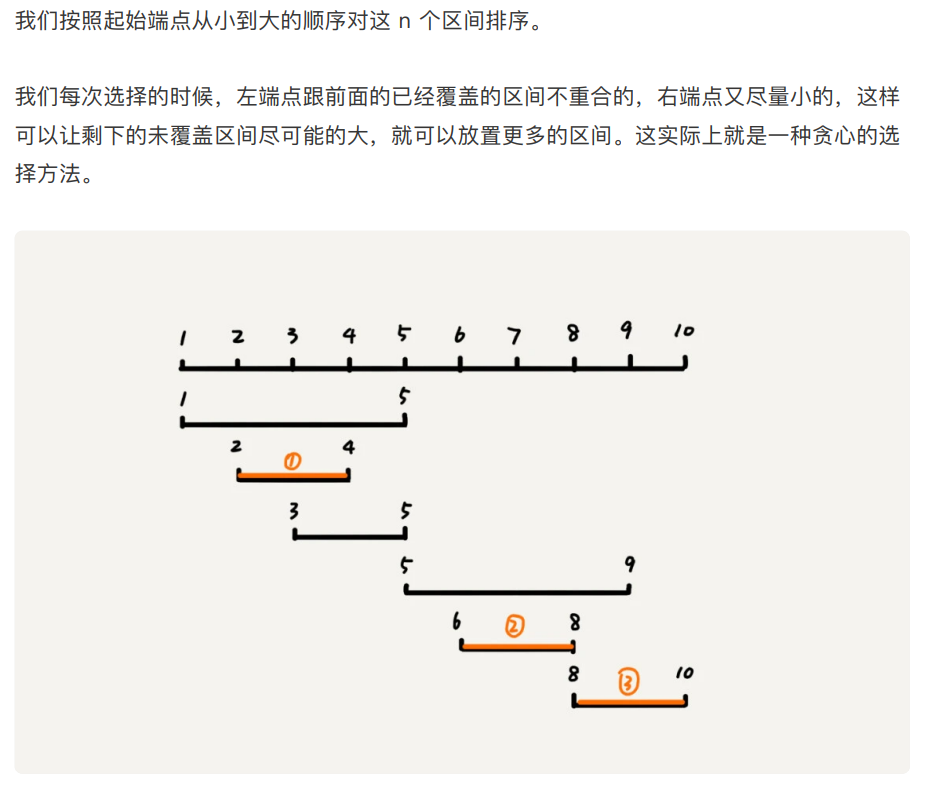 我们按照起始端点从小到大的顺序对这 n 个区间排序。
我们每次选择的时候，左端点跟前面的已经覆盖的区间不重合的，右端点又尽量小的，这样
可以让剩下的未覆盖区间尽可能的大，就可以放置更多的区间。这实际上就是一种贪心的选
择方法。
1 2 3 4 5 6 7 8 9 10
1 5
2 ① 4
3 5
5 9
6 ② 8
8 ③ 10